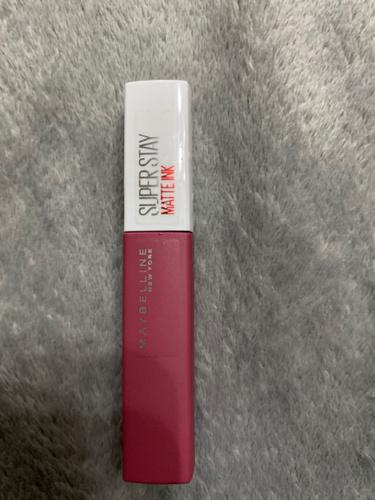 SUPER STAY
MATTE INK
MAYBELLINE
NEW YORK